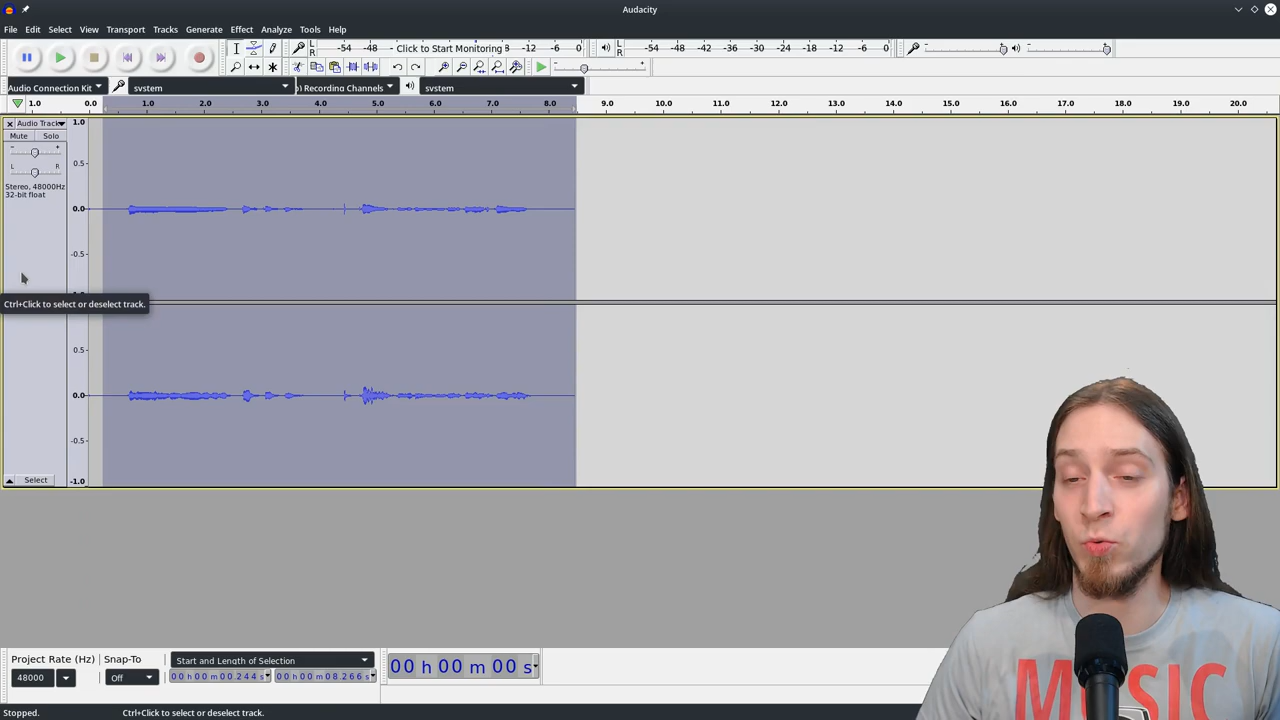 Audacity
File Edit Select View Transport Tracks Generate Effect Analyze Tools Help
L R -54 -48 Click to Start Monitoring 8 -12 -6 0 L R -54 -48 -42 -36 -30 -24 -18 -12 -6 0
Audio Connection Kit system ) Recording Channels system
1.0 0.0 1.0 2.0 3.0 4.0 5.0 6.0 7.0 8.0 9.0 10.0 11.0 12.0 13.0 14.0 15.0 16.0 17.0 18.0 19.0 20.0
Audio Track 1.0
Mute Solo
- + 0.5
L R
Stereo, 48000Hz
32-bit float
0.0
-0.5
Ctrl+Click to select or deselect track.
0.5
0.0
-0.5
Select -1.0
Project Rate (Hz) Snap-To Start and Length of Selection
48000 Off 00 h 00 m 00.244 s 00 h 00 m 08.266 s 00 h 00 m 00 s
MUSIC
Stopped. Ctrl+Click to select or deselect track.